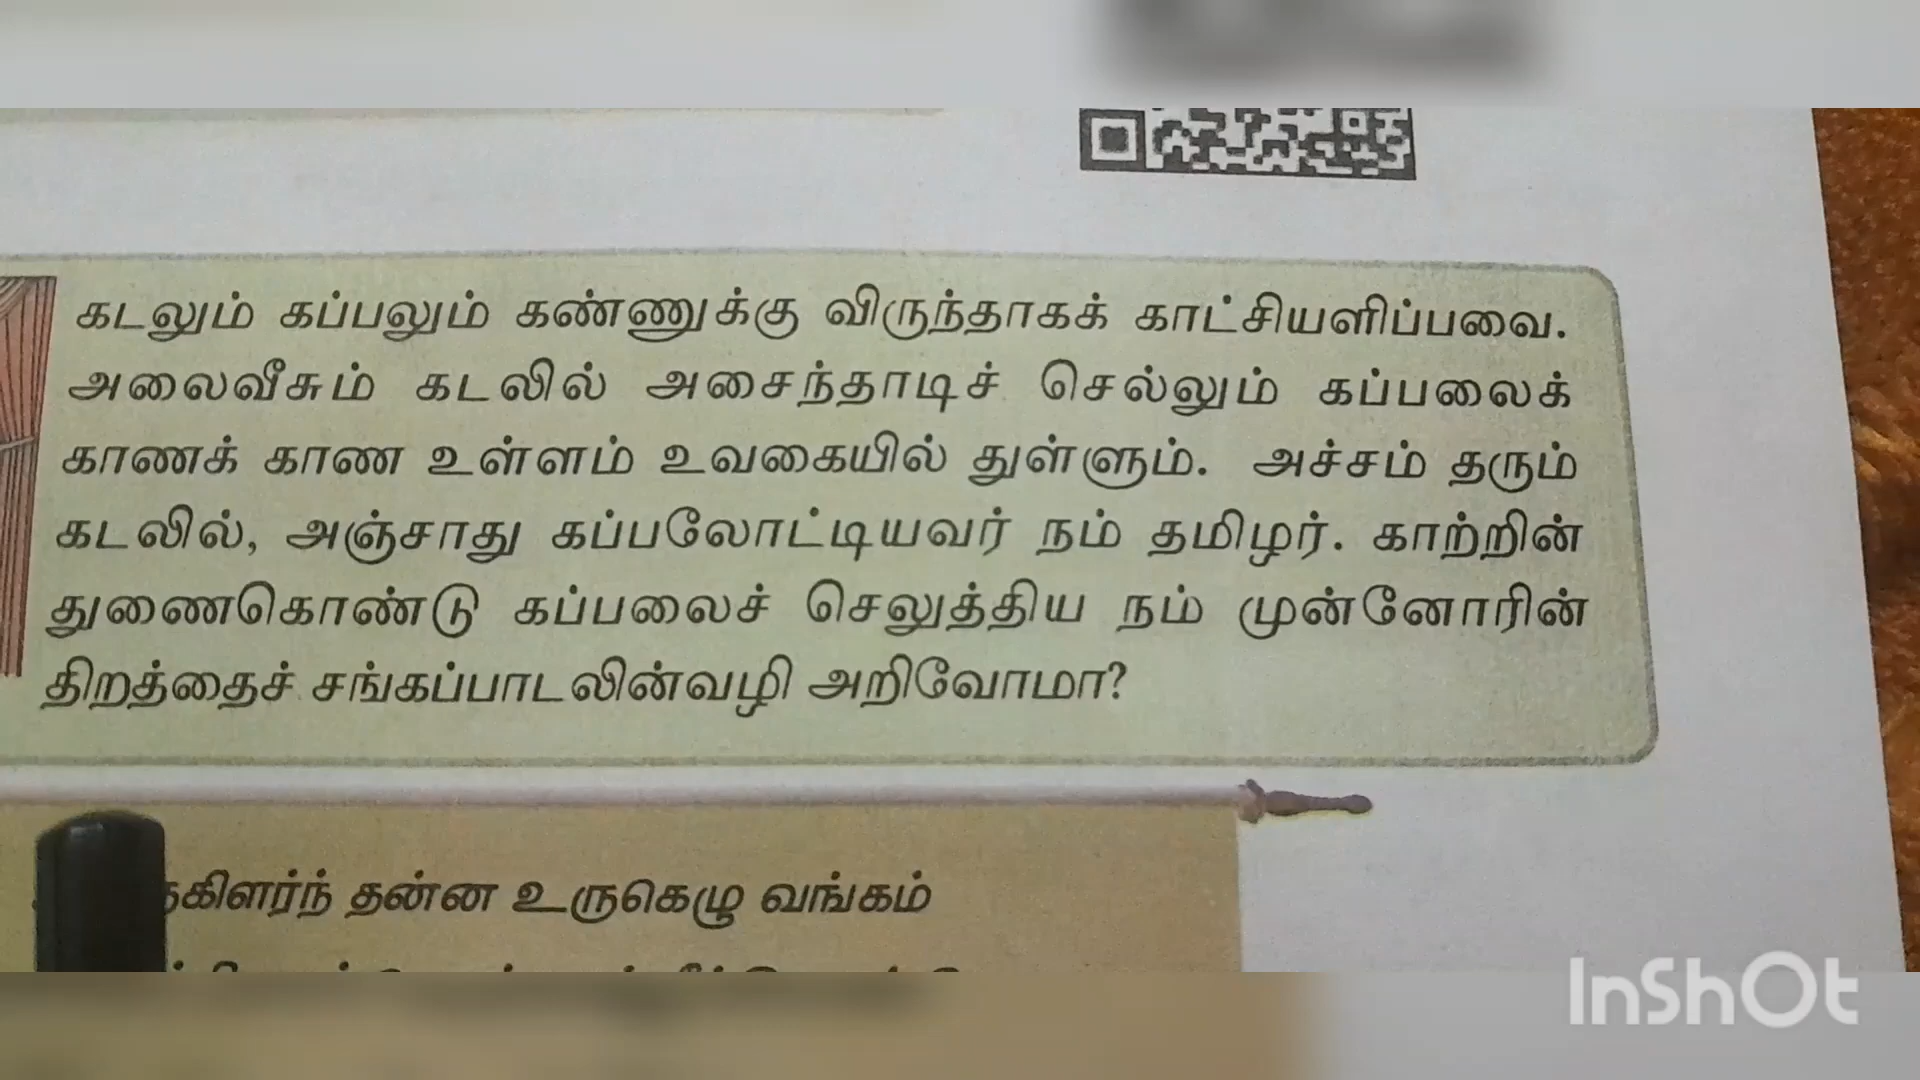 கடலும் கப்பலும் கண்ணுக்கு விருந்தாகக் காட்சியளிப்பவை.
அலைவீசும் கடலில் அசைந்தாடிச் செல்லும் கப்பலைக்
காணக் காண உள்ளம் உவகையில் துள்ளும். அச்சம் தரும்
கடலில், அஞ்சாது கப்பலோட்டியவர் நம் தமிழர். காற்றின்
துணைகொண்டு கப்பலைச் செலுத்திய நம் முன்னோரின்
திறத்தைச் சங்கப்பாடலின்வழி அறிவோமா?
தன்ன உருகெழு வங்கம்
InShOt